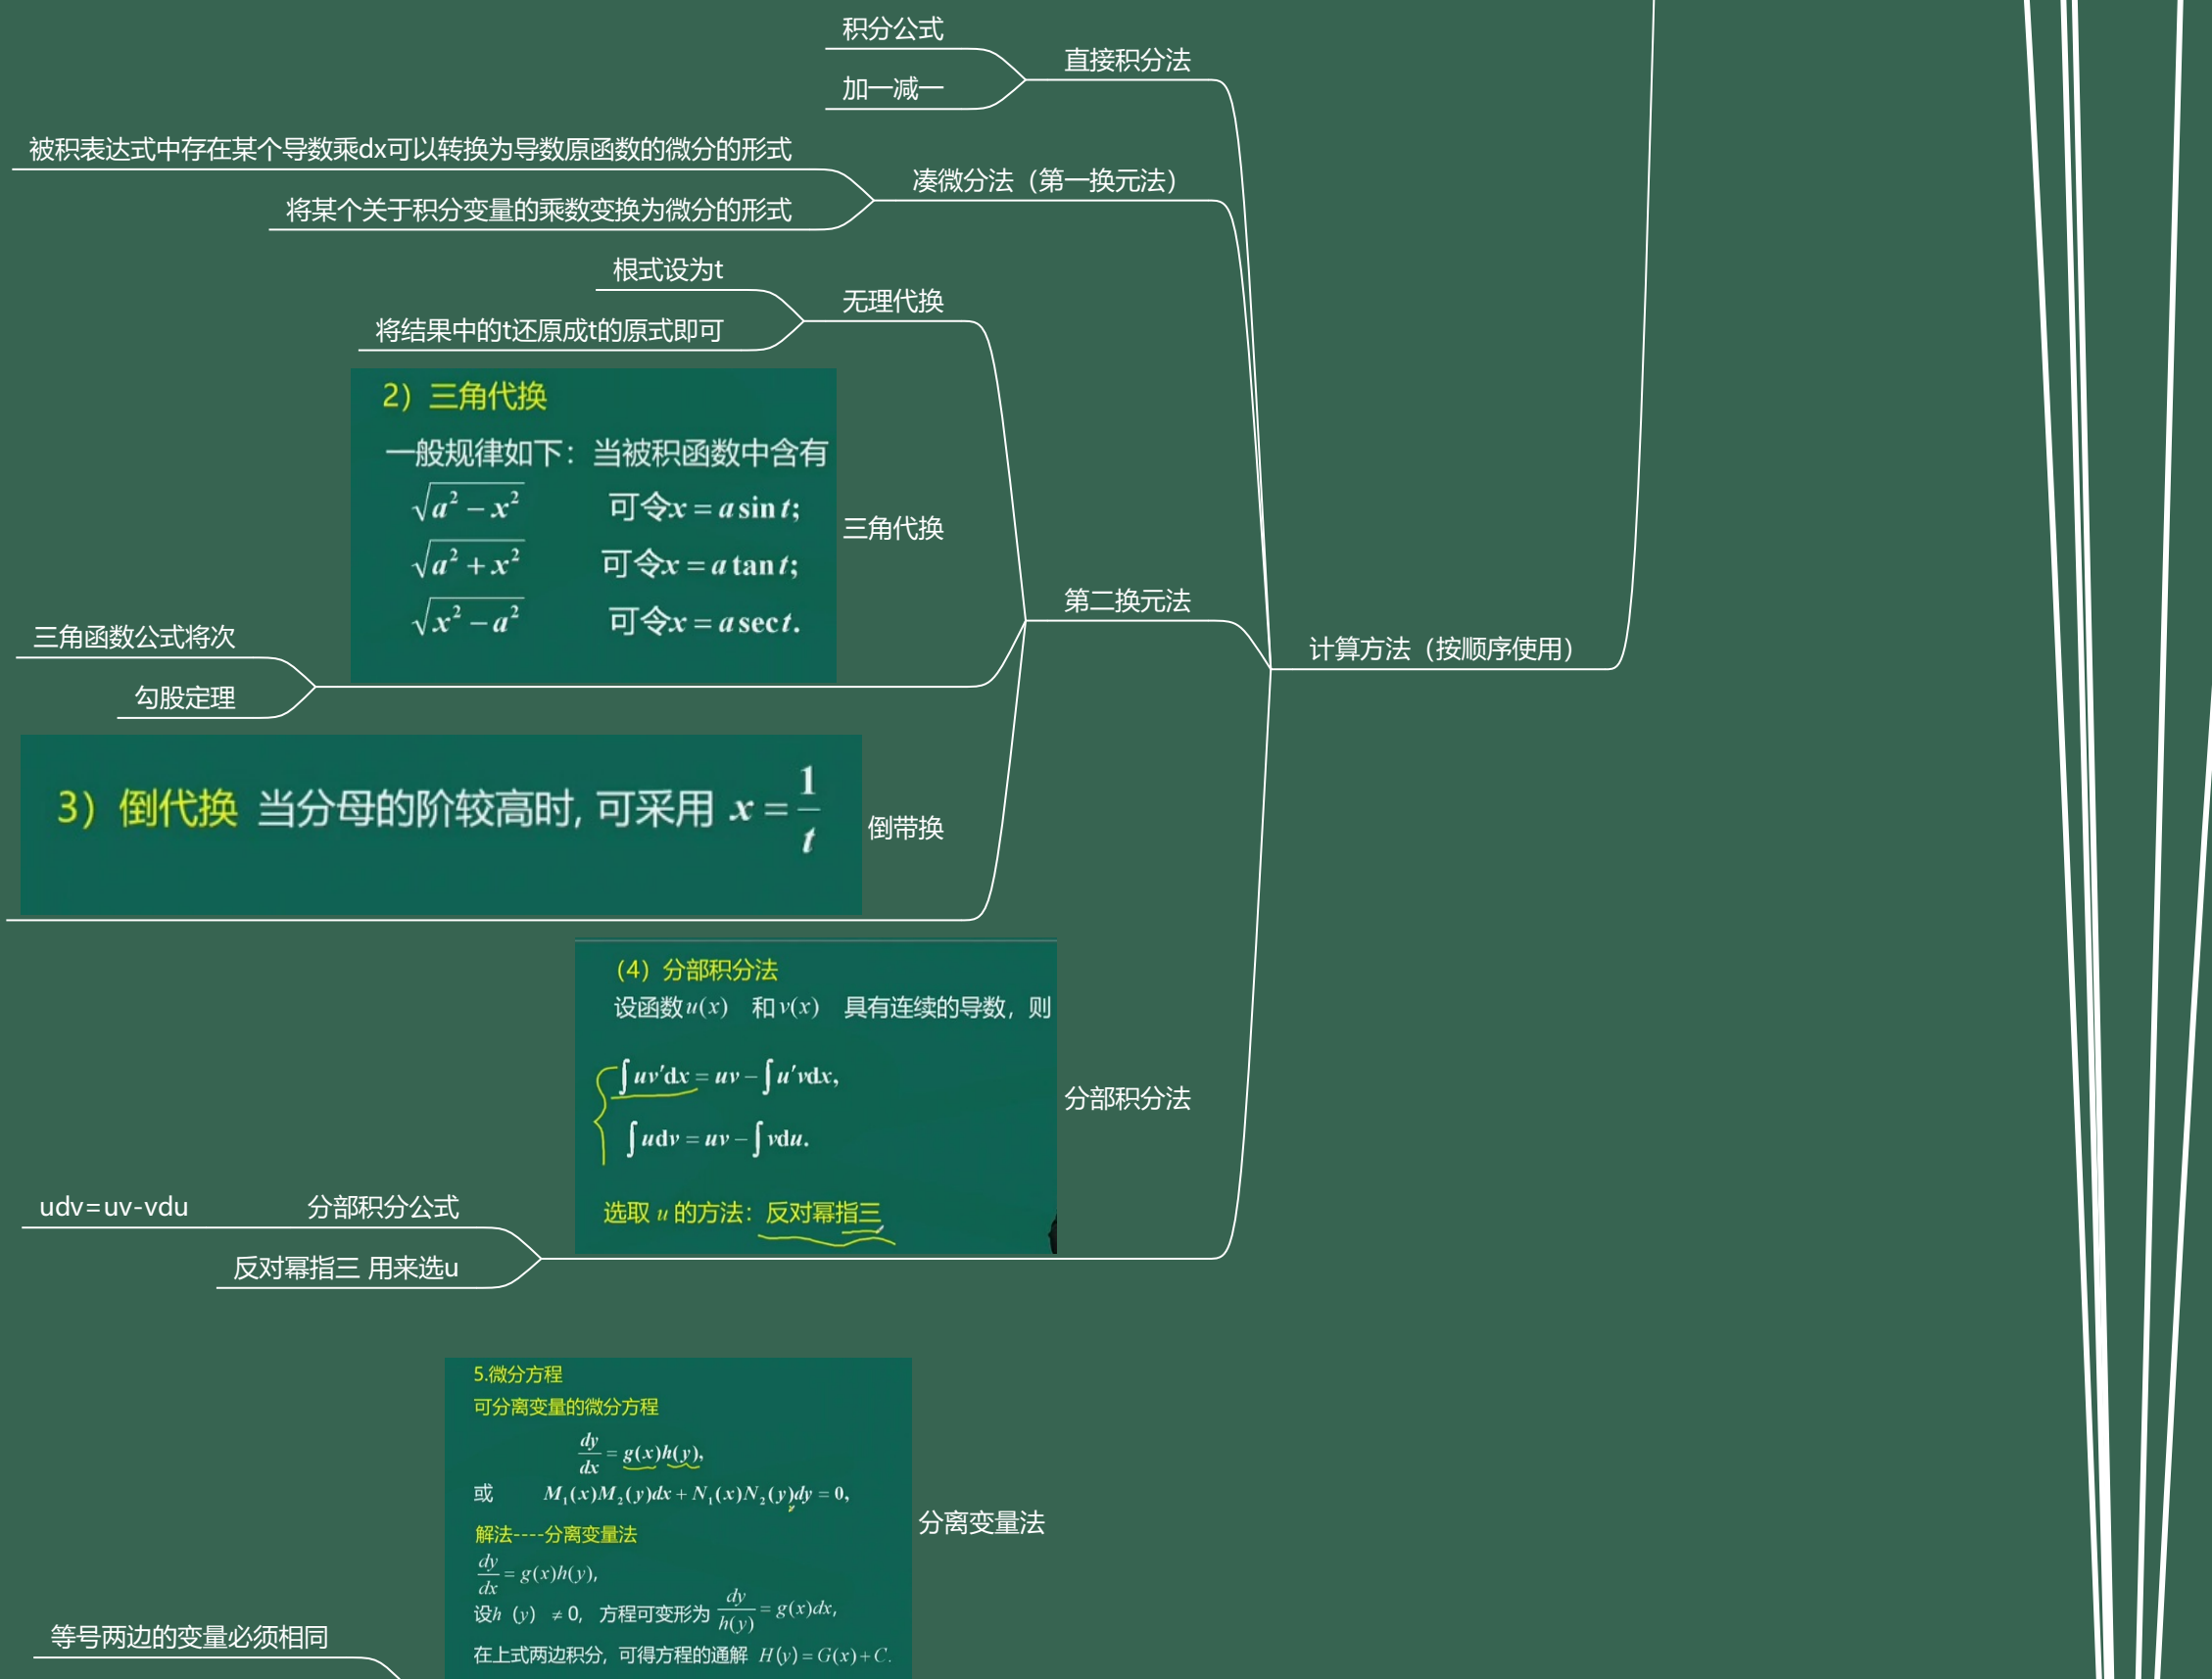 积分公式
直接积分法
加一减一
被积表达式中存在某个导数乘dx可以转换为导数原函数的微分的形式
凑微分法（第一换元法）
将某个关于积分变量的乘数变换为微分的形式
根式设为t
无理代换
将结果中的t还原成t的原式即可
2）三角代换
一般规律如下：当被积函数中含有
√(a² − x²) 可令x = a sin t;
三角代换
√(a² + x²) 可令x = a tan t;
√(x² − a²) 可令x = a sec t.
第二换元法
三角函数公式将次
计算方法（按顺序使用）
勾股定理
3）倒代换 当分母的阶较高时, 可采用 x = 1/t
倒带换
（4）分部积分法
设函数u(x) 和v(x) 具有连续的导数，则
∫uv′dx = uv − ∫u′vdx,
分部积分法
∫udv = uv − ∫vdu.
选取 u 的方法：反对幂指三
udv=uv-vdu
分部积分公式
反对幂指三 用来选u
5.微分方程
可分离变量的微分方程
dy/dx = g(x)h(y),
或 M₁(x)M₂(y)dx + N₁(x)N₂(y)dy = 0,
分离变量法
解法----分离变量法
dy/dx = g(x)h(y),
设h（y）≠ 0, 方程可变形为 dy/h(y) = g(x)dx,
等号两边的变量必须相同
在上式两边积分，可得方程的通解 H(y) = G(x) + C.